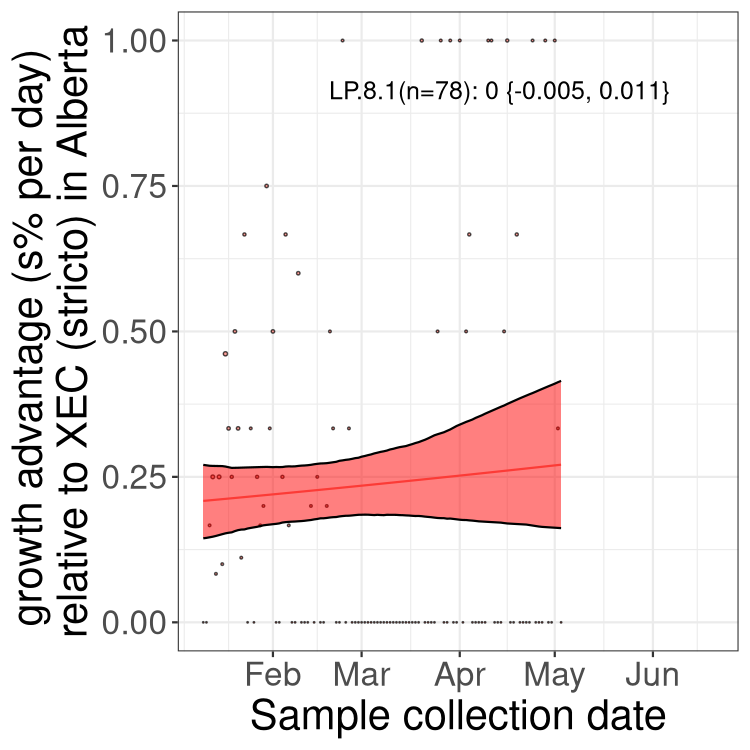 growth advantage (s% per day)
relative to XEC (stricto) in Alberta
1.00
0.75
0.50
0.25
0.00
LP.8.1(n=78): 0 {-0.005, 0.011}
Feb Mar Apr May Jun
Sample collection date